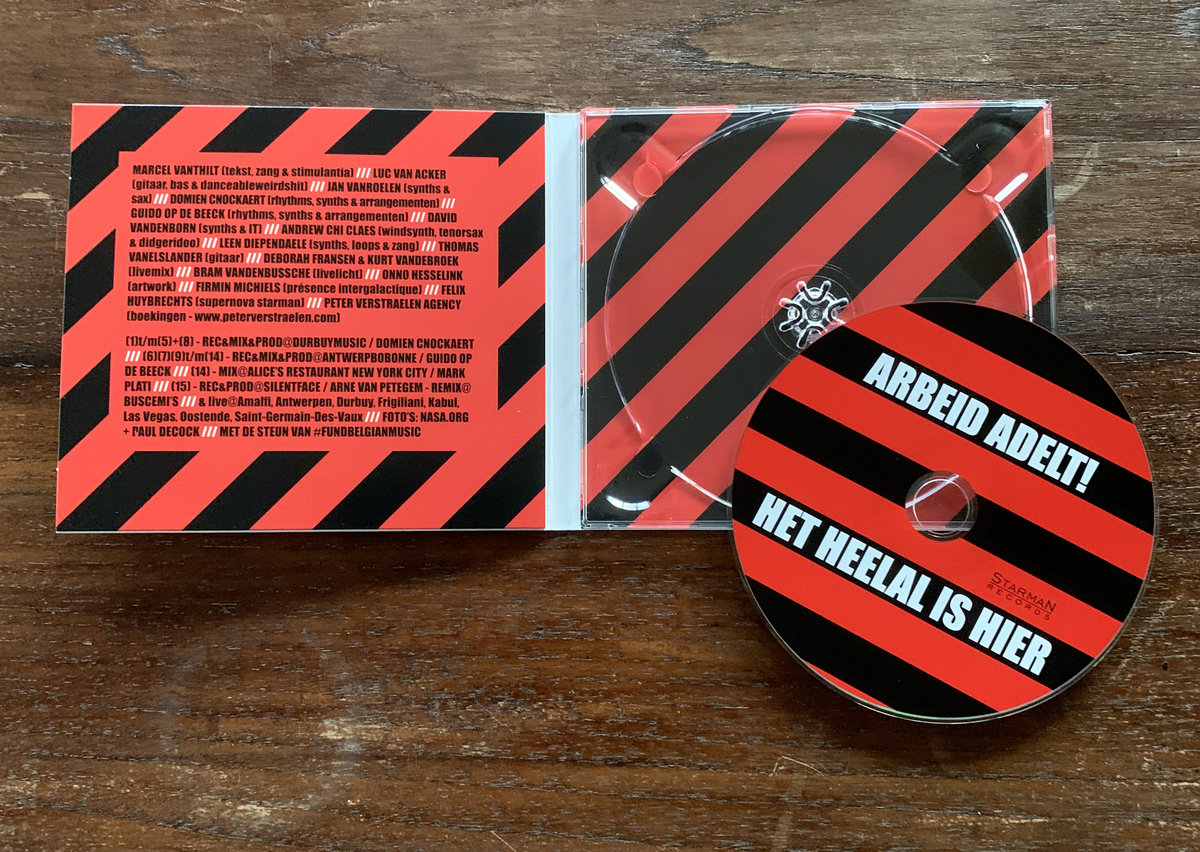 MARCEL VANTHILT (tekst, zang & stimulantia) /// LUC VAN ACKER
(gitaar, bas & danceableweirdshit) /// JAN VANROELEN (synths &
sax) /// DOMIEN CNOCKAERT (rhythms, synths & arrangementen) ///
GUIDO OP DE BEECK (rhythms, synths & arrangementen) /// DAVID
VANDENBORN (synths & IT) /// ANDREW CHI CLAES (windsynth, tenorsax
& didgeridoo) /// LEEN DIEPENDAELE (synths, loops & zang) /// THOMAS
VANELSLANDER (gitaar) /// DEBORAH FRANSEN & KURT VANDEBROEK
(livemix) /// BRAM VANDENBUSSCHE (livelicht) /// ONNO HESSELINK
(artwork) /// FIRMIN MICHIELS (présence intergalactique) /// FELIX
HUYBRECHTS (supernova starman) /// PETER VERSTRAELEN AGENCY
(boekingen - www.peterverstraelen.com)
(1)t/m(5)+(8) - REC&MIX&PROD@DURBUYMUSIC / DOMIEN CNOCKAERT
/// (6)(7)(9)t/m(14) - REC&MIX&PROD@ANTWERPBOBONNE / GUIDO OP
DE BEECK /// (14) - MIX@ALICE'S RESTAURANT NEW YORK CITY / MARK
PLATI /// (15) - REC&PROD@SILENTFACE / ARNE VAN PETEGEM - REMIX@
BUSCEMI'S /// & live@Amalfi, Antwerpen, Durbuy, Frigiliani, Kabul,
Las Vegas, Oostende, Saint-Germain-Des-Vaux /// FOTO'S: NASA.ORG
+ PAUL DECOCK /// MET DE STEUN VAN #FUNDBELGIANMUSIC
ARBEID ADELT!
HET HEELAL IS HIER
STARMAN
RECORDS